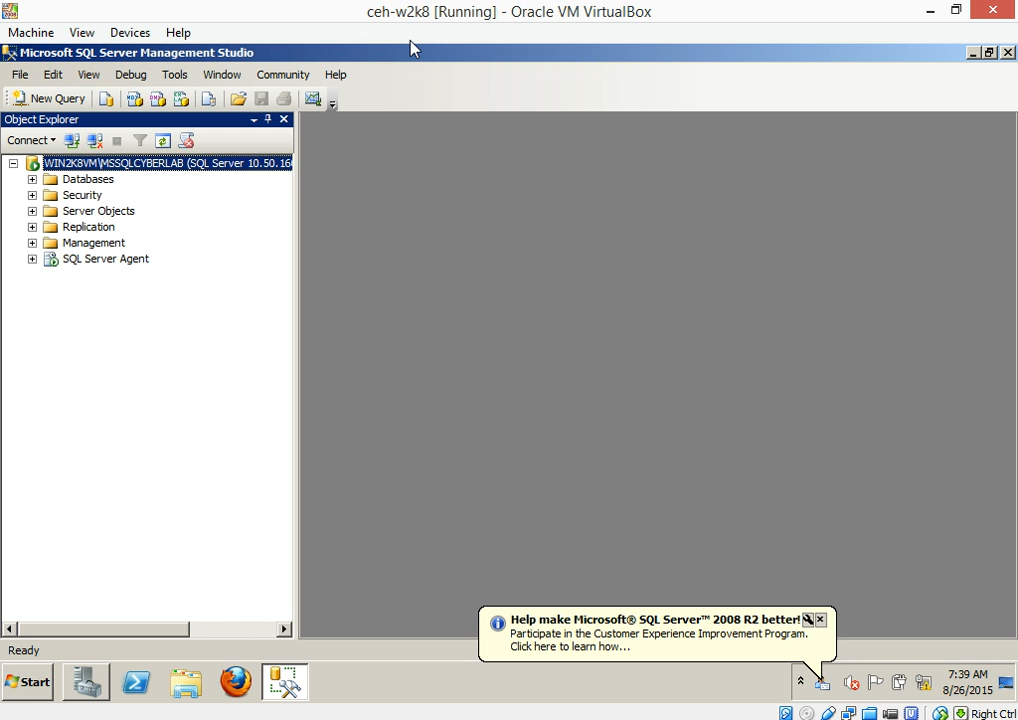 ceh-w2k8 [Running] - Oracle VM VirtualBox
Machine View Devices Help
Microsoft SQL Server Management Studio
File Edit View Debug Tools Window Community Help
New Query
Object Explorer
Connect
WIN2K8VM\MSSQLCYBERLAB (SQL Server 10.50.160
Databases
Security
Server Objects
Replication
Management
SQL Server Agent
Help make Microsoft® SQL Server™ 2008 R2 better!
Participate in the Customer Experience Improvement Program.
Click here to learn how...
Ready
Start
7:39 AM
8/26/2015
Right Ctrl